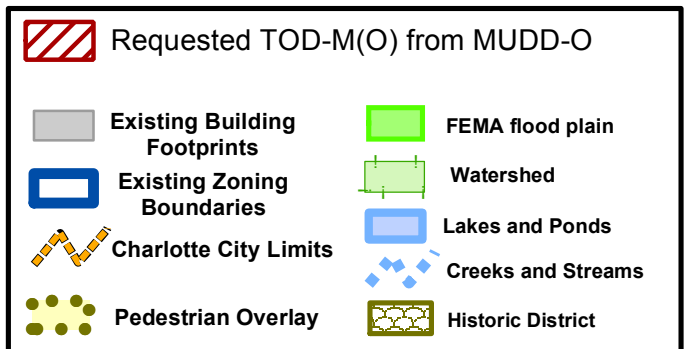 Requested TOD-M(O) from MUDD-O
Existing Building
Footprints
Existing Zoning
Boundaries
Charlotte City Limits
Pedestrian Overlay
FEMA flood plain
Watershed
Lakes and Ponds
Creeks and Streams
Historic District